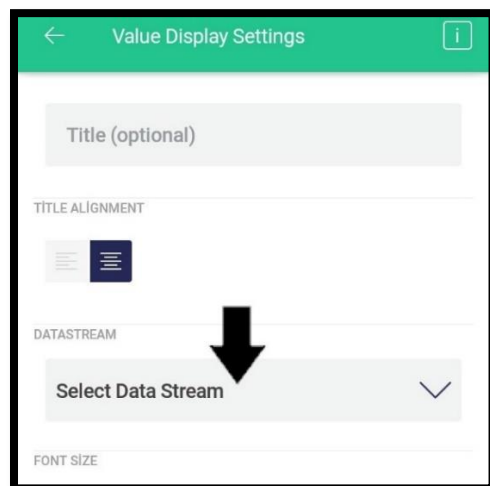 Value Display Settings
i
Title (optional)
TİTLE ALİGNMENT
DATASTREAM
Select Data Stream
FONT SİZE